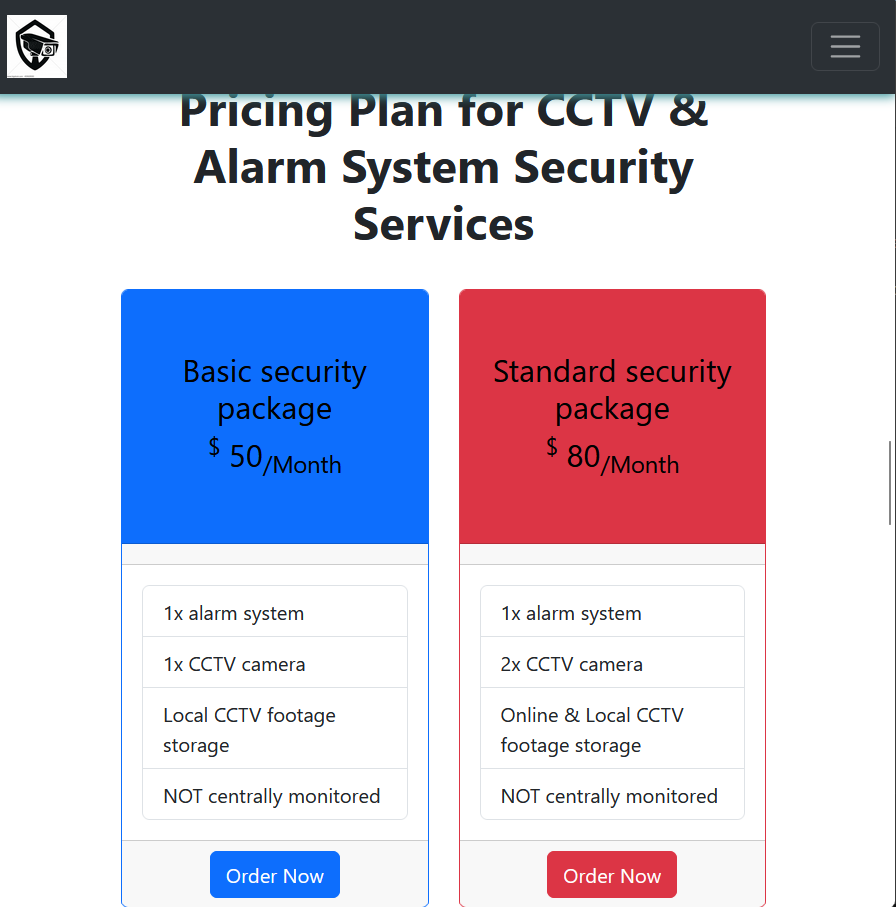 Pricing Plan for CCTV &
Alarm System Security
Services
Basic security
package
$ 50/Month
1x alarm system
1x CCTV camera
Local CCTV footage
storage
NOT centrally monitored
Order Now
Standard security
package
$ 80/Month
1x alarm system
2x CCTV camera
Online & Local CCTV
footage storage
NOT centrally monitored
Order Now